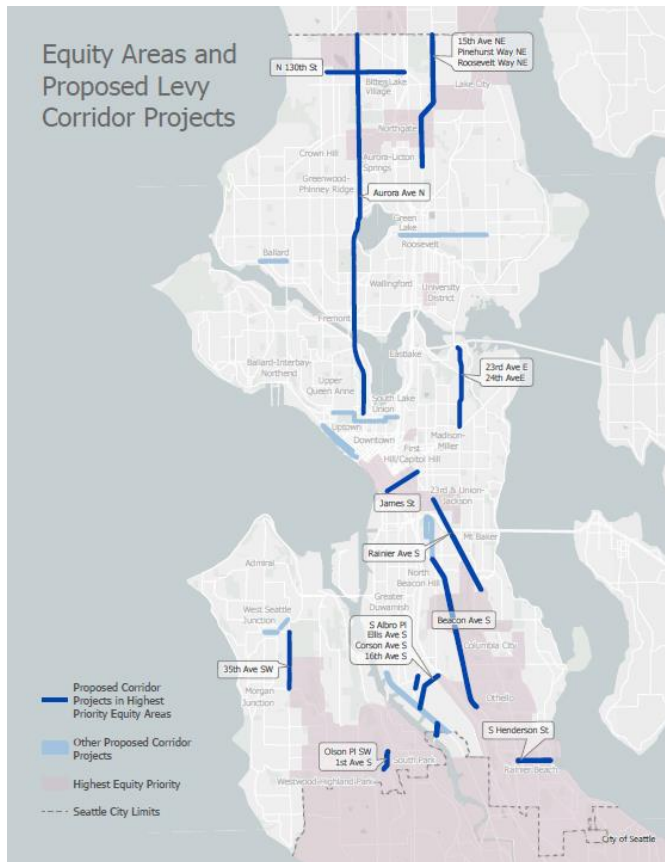 Equity Areas and
Proposed Levy
Corridor Projects
15th Ave NE
Pinehurst Way NE
Roosevelt Way NE
N 130th St
Bitter Lake
Village
Lake City
Northgate
Crown Hill
Aurora-Licton
Springs
Greenwood-
Phinney Ridge
Aurora Ave N
Green
Lake
Roosevelt
Ballard
Wallingford
University
District
Fremont
Eastlake
Ballard-Interbay-
Northend
23rd Ave E
24th AveE
Upper
Queen Anne
South Lake
Union
Uptown
Downtown
Madison-
Miller
First
Hill/Capitol Hill
23rd & Union-
Jackson
James St
Mt Baker
Rainier Ave S
Admiral
North
Beacon Hill
Greater
Duwamish
West Seattle
Junction
S Albro Pl
Ellis Ave S
Corson Ave S
16th Ave S
Beacon Ave S
Columbia City
35th Ave SW
Morgan
Junction
Othello
Proposed Corridor
Projects in Highest
Priority Equity Areas
Other Proposed Corridor
Projects
Highest Equity Priority
Seattle City Limits
S Henderson St
Olson Pl SW
1st Ave S
South Park
Rainier Beach
Westwood-Highland Park
City of Seattle